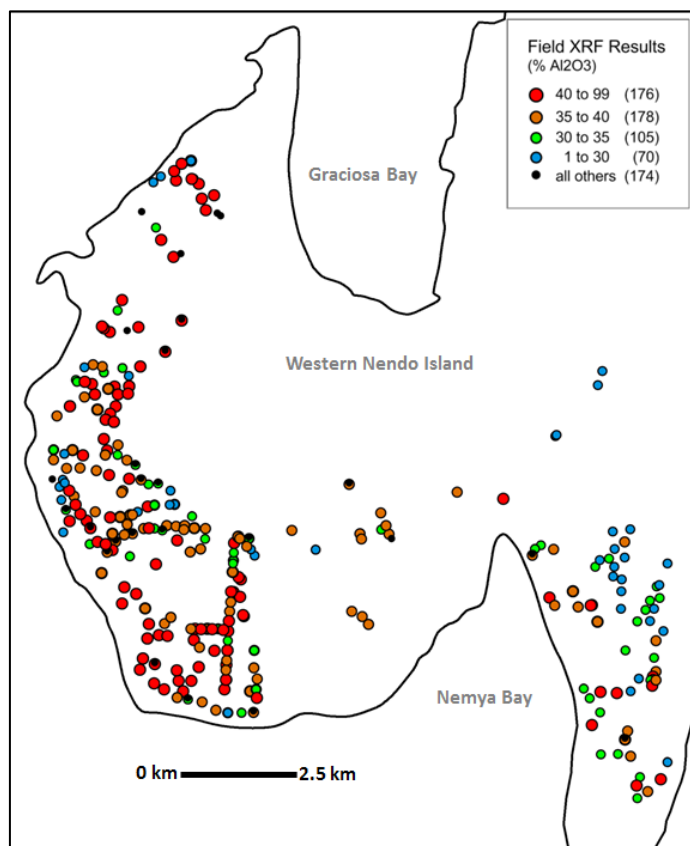 Field XRF Results
(% Al2O3)
40 to 99 (176)
35 to 40 (178)
30 to 35 (105)
1 to 30 (70)
all others (174)
Graciosa Bay
Western Nendo Island
Nemya Bay
0 km 2.5 km